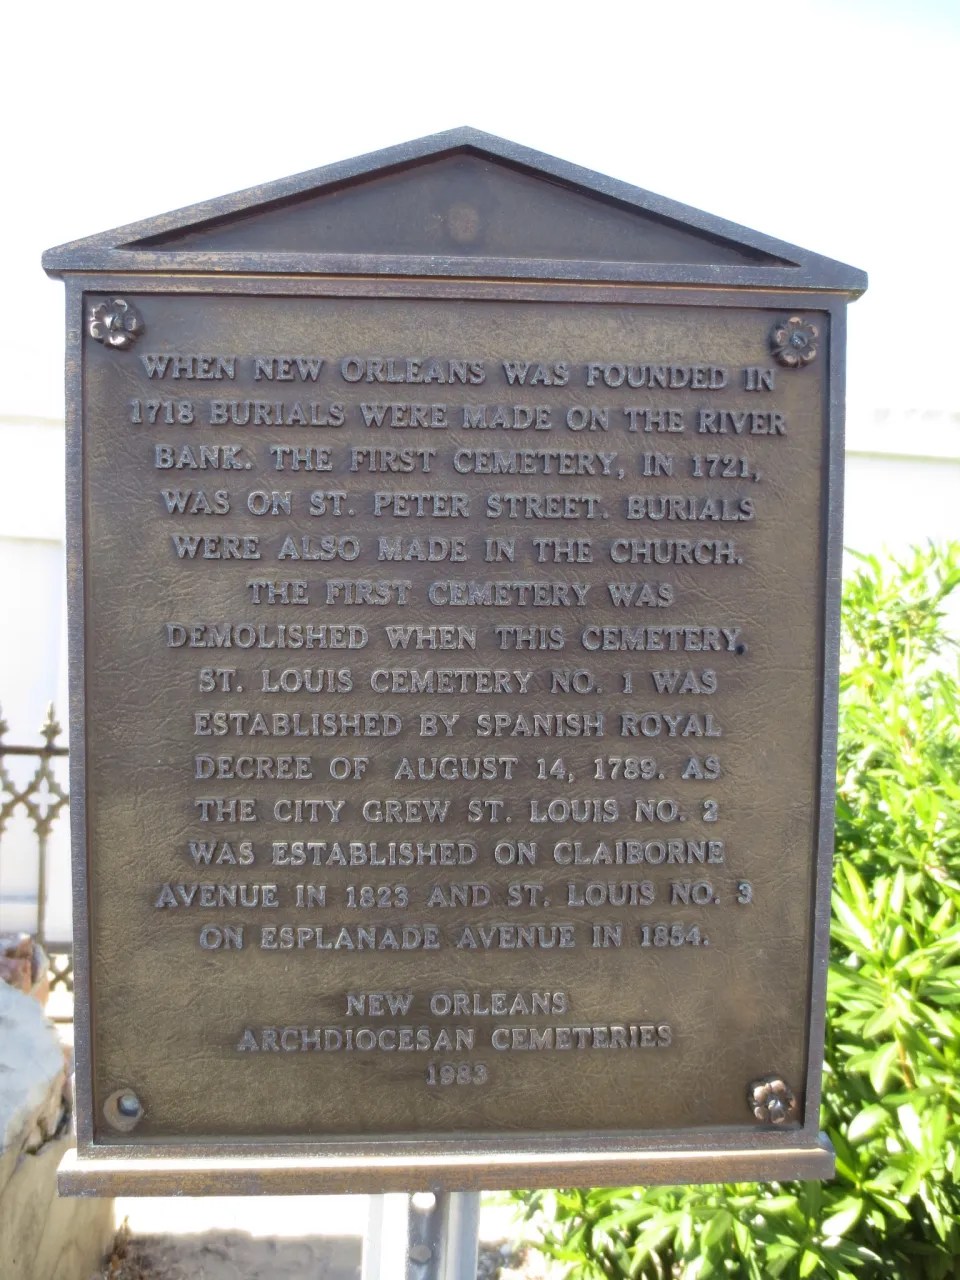 WHEN NEW ORLEANS WAS FOUNDED IN
1718 BURIALS WERE MADE ON THE RIVER
BANK. THE FIRST CEMETERY, IN 1721,
WAS ON ST. PETER STREET. BURIALS
WERE ALSO MADE IN THE CHURCH.
THE FIRST CEMETERY WAS
DEMOLISHED WHEN THIS CEMETERY,
ST. LOUIS CEMETERY NO. 1 WAS
ESTABLISHED BY SPANISH ROYAL
DECREE OF AUGUST 14, 1789. AS
THE CITY GREW ST. LOUIS NO. 2
WAS ESTABLISHED ON CLAIBORNE
AVENUE IN 1823 AND ST. LOUIS NO. 3
ON ESPLANADE AVENUE IN 1854.
NEW ORLEANS
ARCHDIOCESAN CEMETERIES
1983